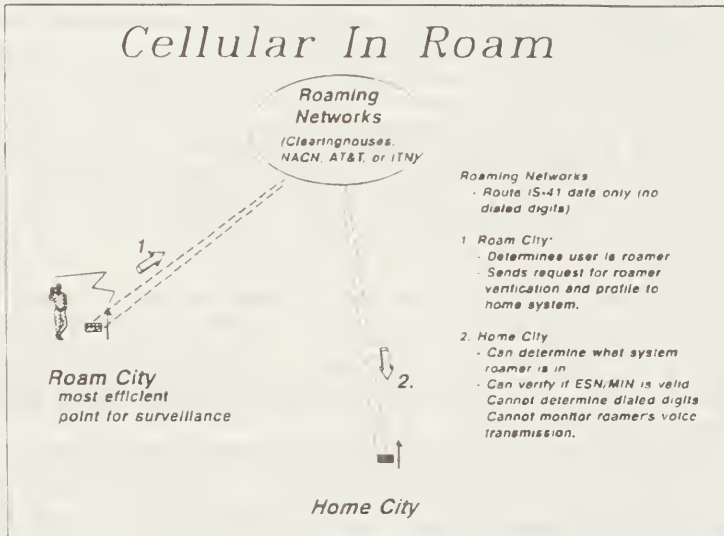 Cellular In Roam
Roaming
Networks
(Clearinghouses,
NACN, AT&T, or ITN)
1.
Roam City
most efficient
point for surveillance
2.
Home City
Roaming Networks
- Route IS-41 data only (no
dialed digits)
1. Roam City:
- Determines user is roamer
- Sends request for roamer
verification and profile to
home system.
2. Home City
- Can determine what system
roamer is in
- Can verify if ESN/MIN is valid
Cannot determine dialed digits
Cannot monitor roamer's voice
transmission.